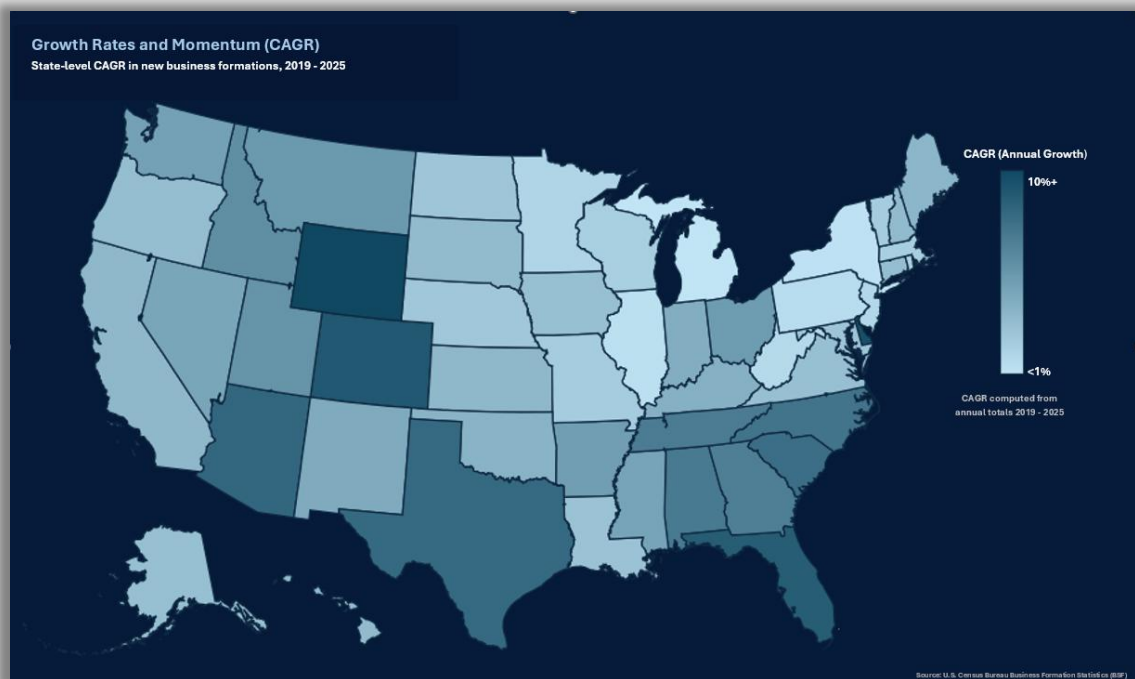 Growth Rates and Momentum (CAGR)
State-level CAGR in new business formations, 2019 - 2025
CAGR (Annual Growth)
10%+
<1%
CAGR computed from
annual totals 2019 - 2025
Source: U.S. Census Bureau Business Formation Statistics (BSF)